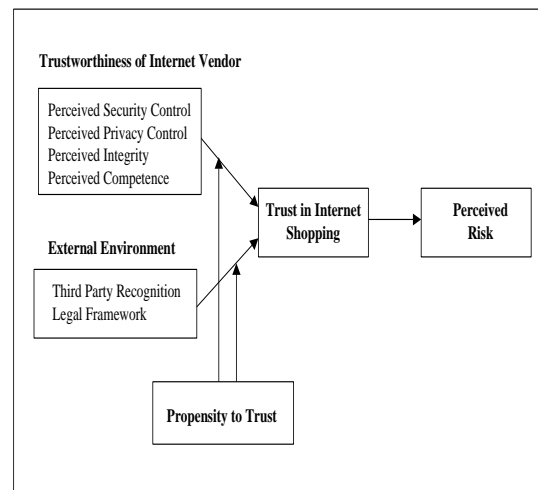 Trustworthiness of Internet Vendor
Perceived Security Control
Perceived Privacy Control
Perceived Integrity
Perceived Competence
Trust in Internet
Shopping
Perceived
Risk
External Environment
Third Party Recognition
Legal Framework
Propensity to Trust